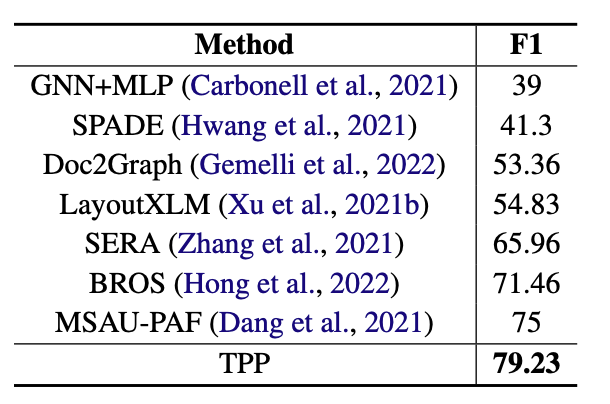 Method F1
GNN+MLP (Carbonell et al., 2021) 39
SPADE (Hwang et al., 2021) 41.3
Doc2Graph (Gemelli et al., 2022) 53.36
LayoutXLM (Xu et al., 2021b) 54.83
SERA (Zhang et al., 2021) 65.96
BROS (Hong et al., 2022) 71.46
MSAU-PAF (Dang et al., 2021) 75
TPP 79.23